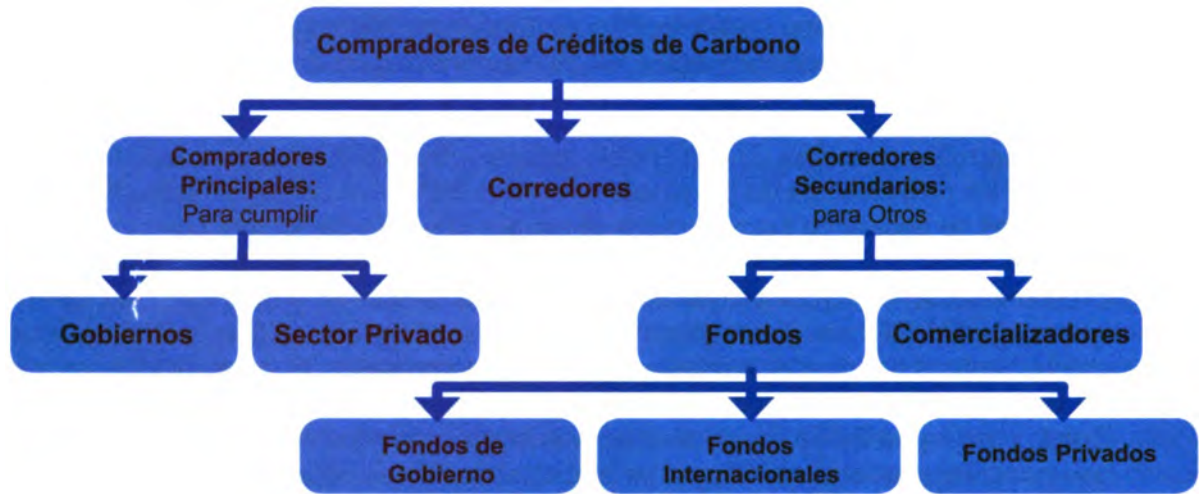 Compradores de Créditos de Carbono
Compradores
Principales:
Para cumplir
Corredores
Corredores
Secundarios:
para Otros
Gobiernos
Sector Privado
Fondos
Comercializadores
Fondos de
Gobierno
Fondos
Internacionales
Fondos Privados